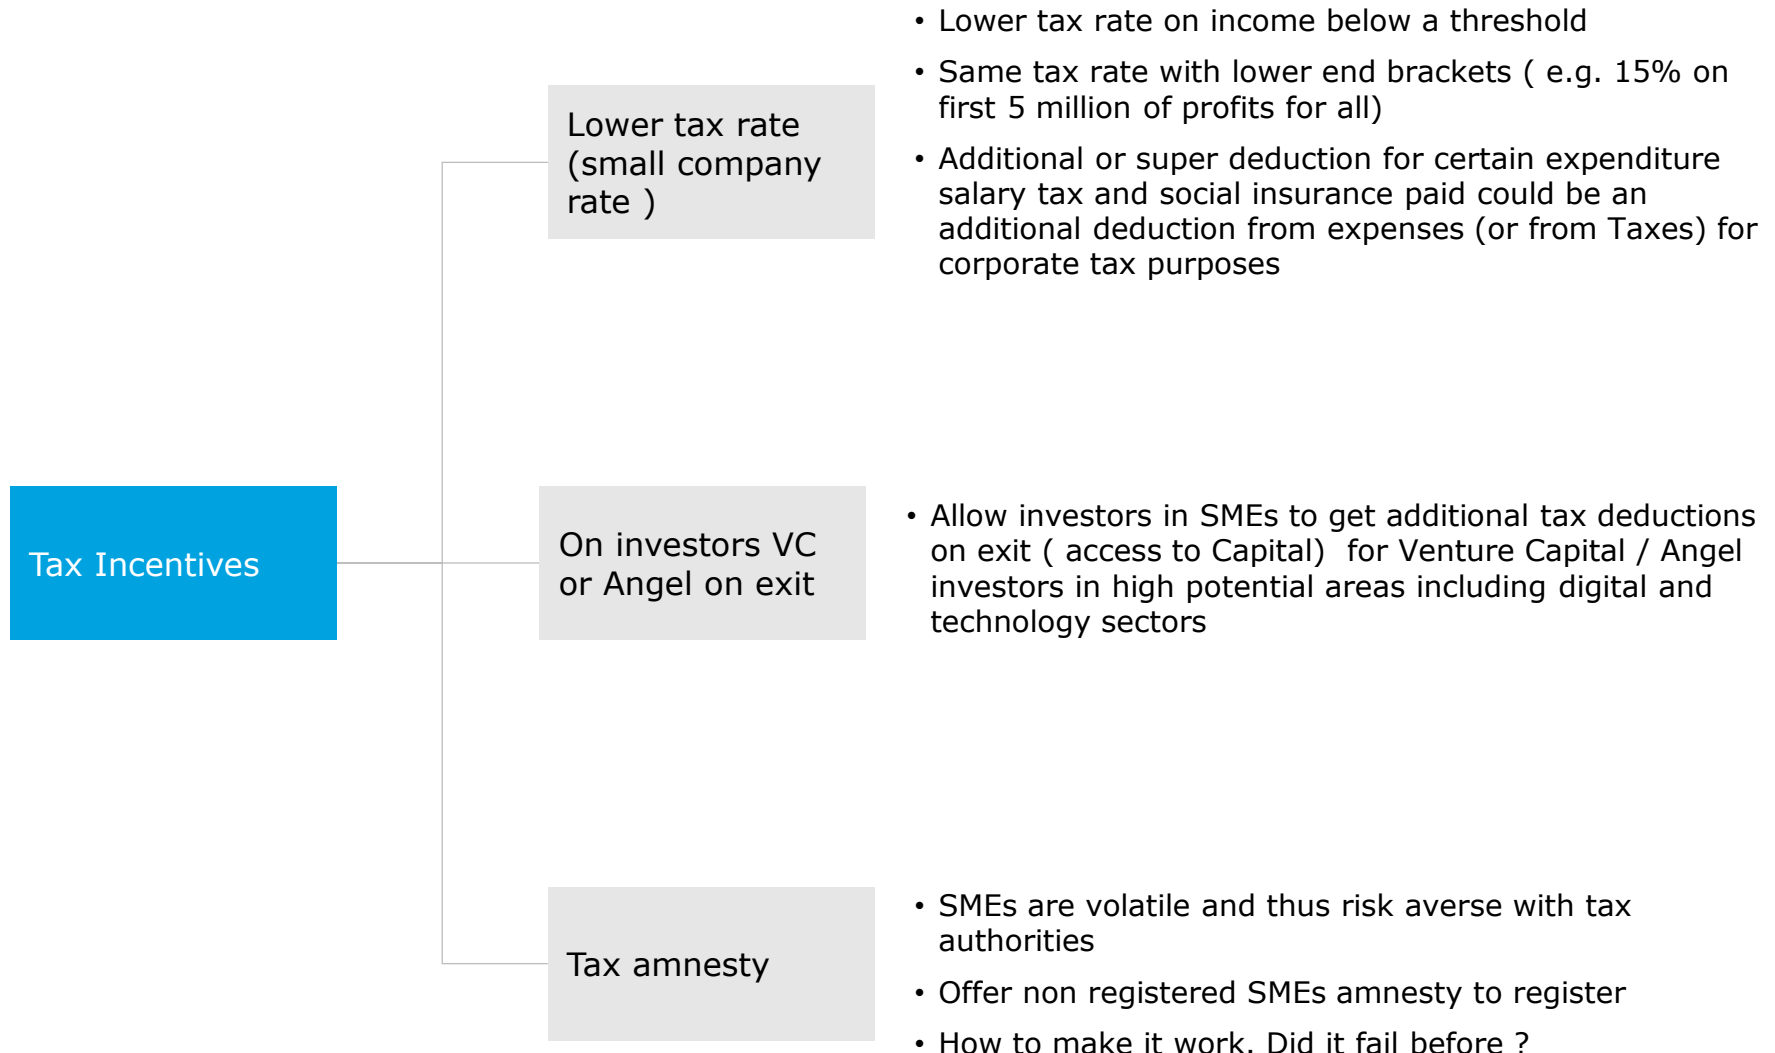 Tax Incentives
Lower tax rate
(small company
rate )
• Lower tax rate on income below a threshold
• Same tax rate with lower end brackets ( e.g. 15% on
first 5 million of profits for all)
• Additional or super deduction for certain expenditure
salary tax and social insurance paid could be an
additional deduction from expenses (or from Taxes) for
corporate tax purposes
On investors VC
or Angel on exit
• Allow investors in SMEs to get additional tax deductions
on exit ( access to Capital)  for Venture Capital / Angel
investors in high potential areas including digital and
technology sectors
Tax amnesty
• SMEs are volatile and thus risk averse with tax
authorities
• Offer non registered SMEs amnesty to register
• How to make it work. Did it fail before ?